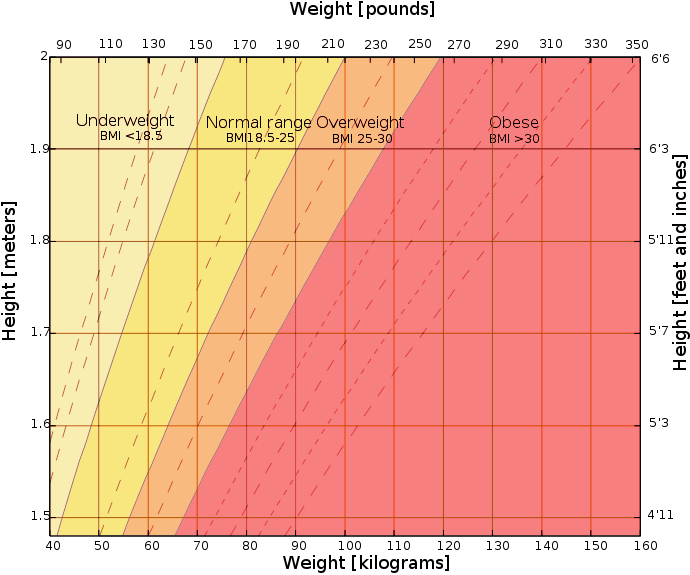 Weight [pounds]
90 110 130 150 170 190 210 230 250 270 290 310 330 350
2 6'6
Underweight Normal range Overweight Obese
BMI <18.5 BMI18.5-25 BMI 25-30 BMI >30
1.9 6'3
1.8 5'11
1.7 5'7
1.6 5'3
1.5 4'11
Height [meters]
Height [feet and inches]
40 50 60 70 80 90 100 110 120 130 140 150 160
Weight [kilograms]